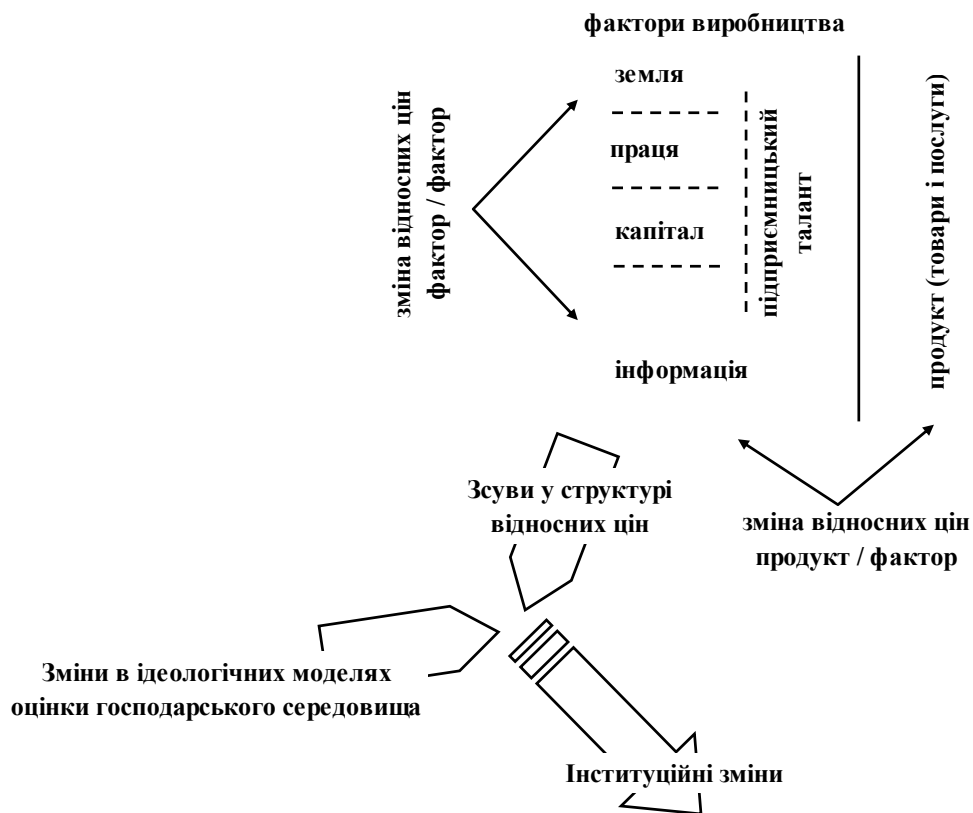 фактори виробництва
зміна відносних цін
фактор / фактор
земля
праця
капітал
інформація
підприємницький
талант
продукт (товари і послуги)
Зсуви у структурі
відносних цін
зміна відносних цін
продукт / фактор
Зміни в ідеологічних моделях
оцінки господарського середовища
Інституційні зміни